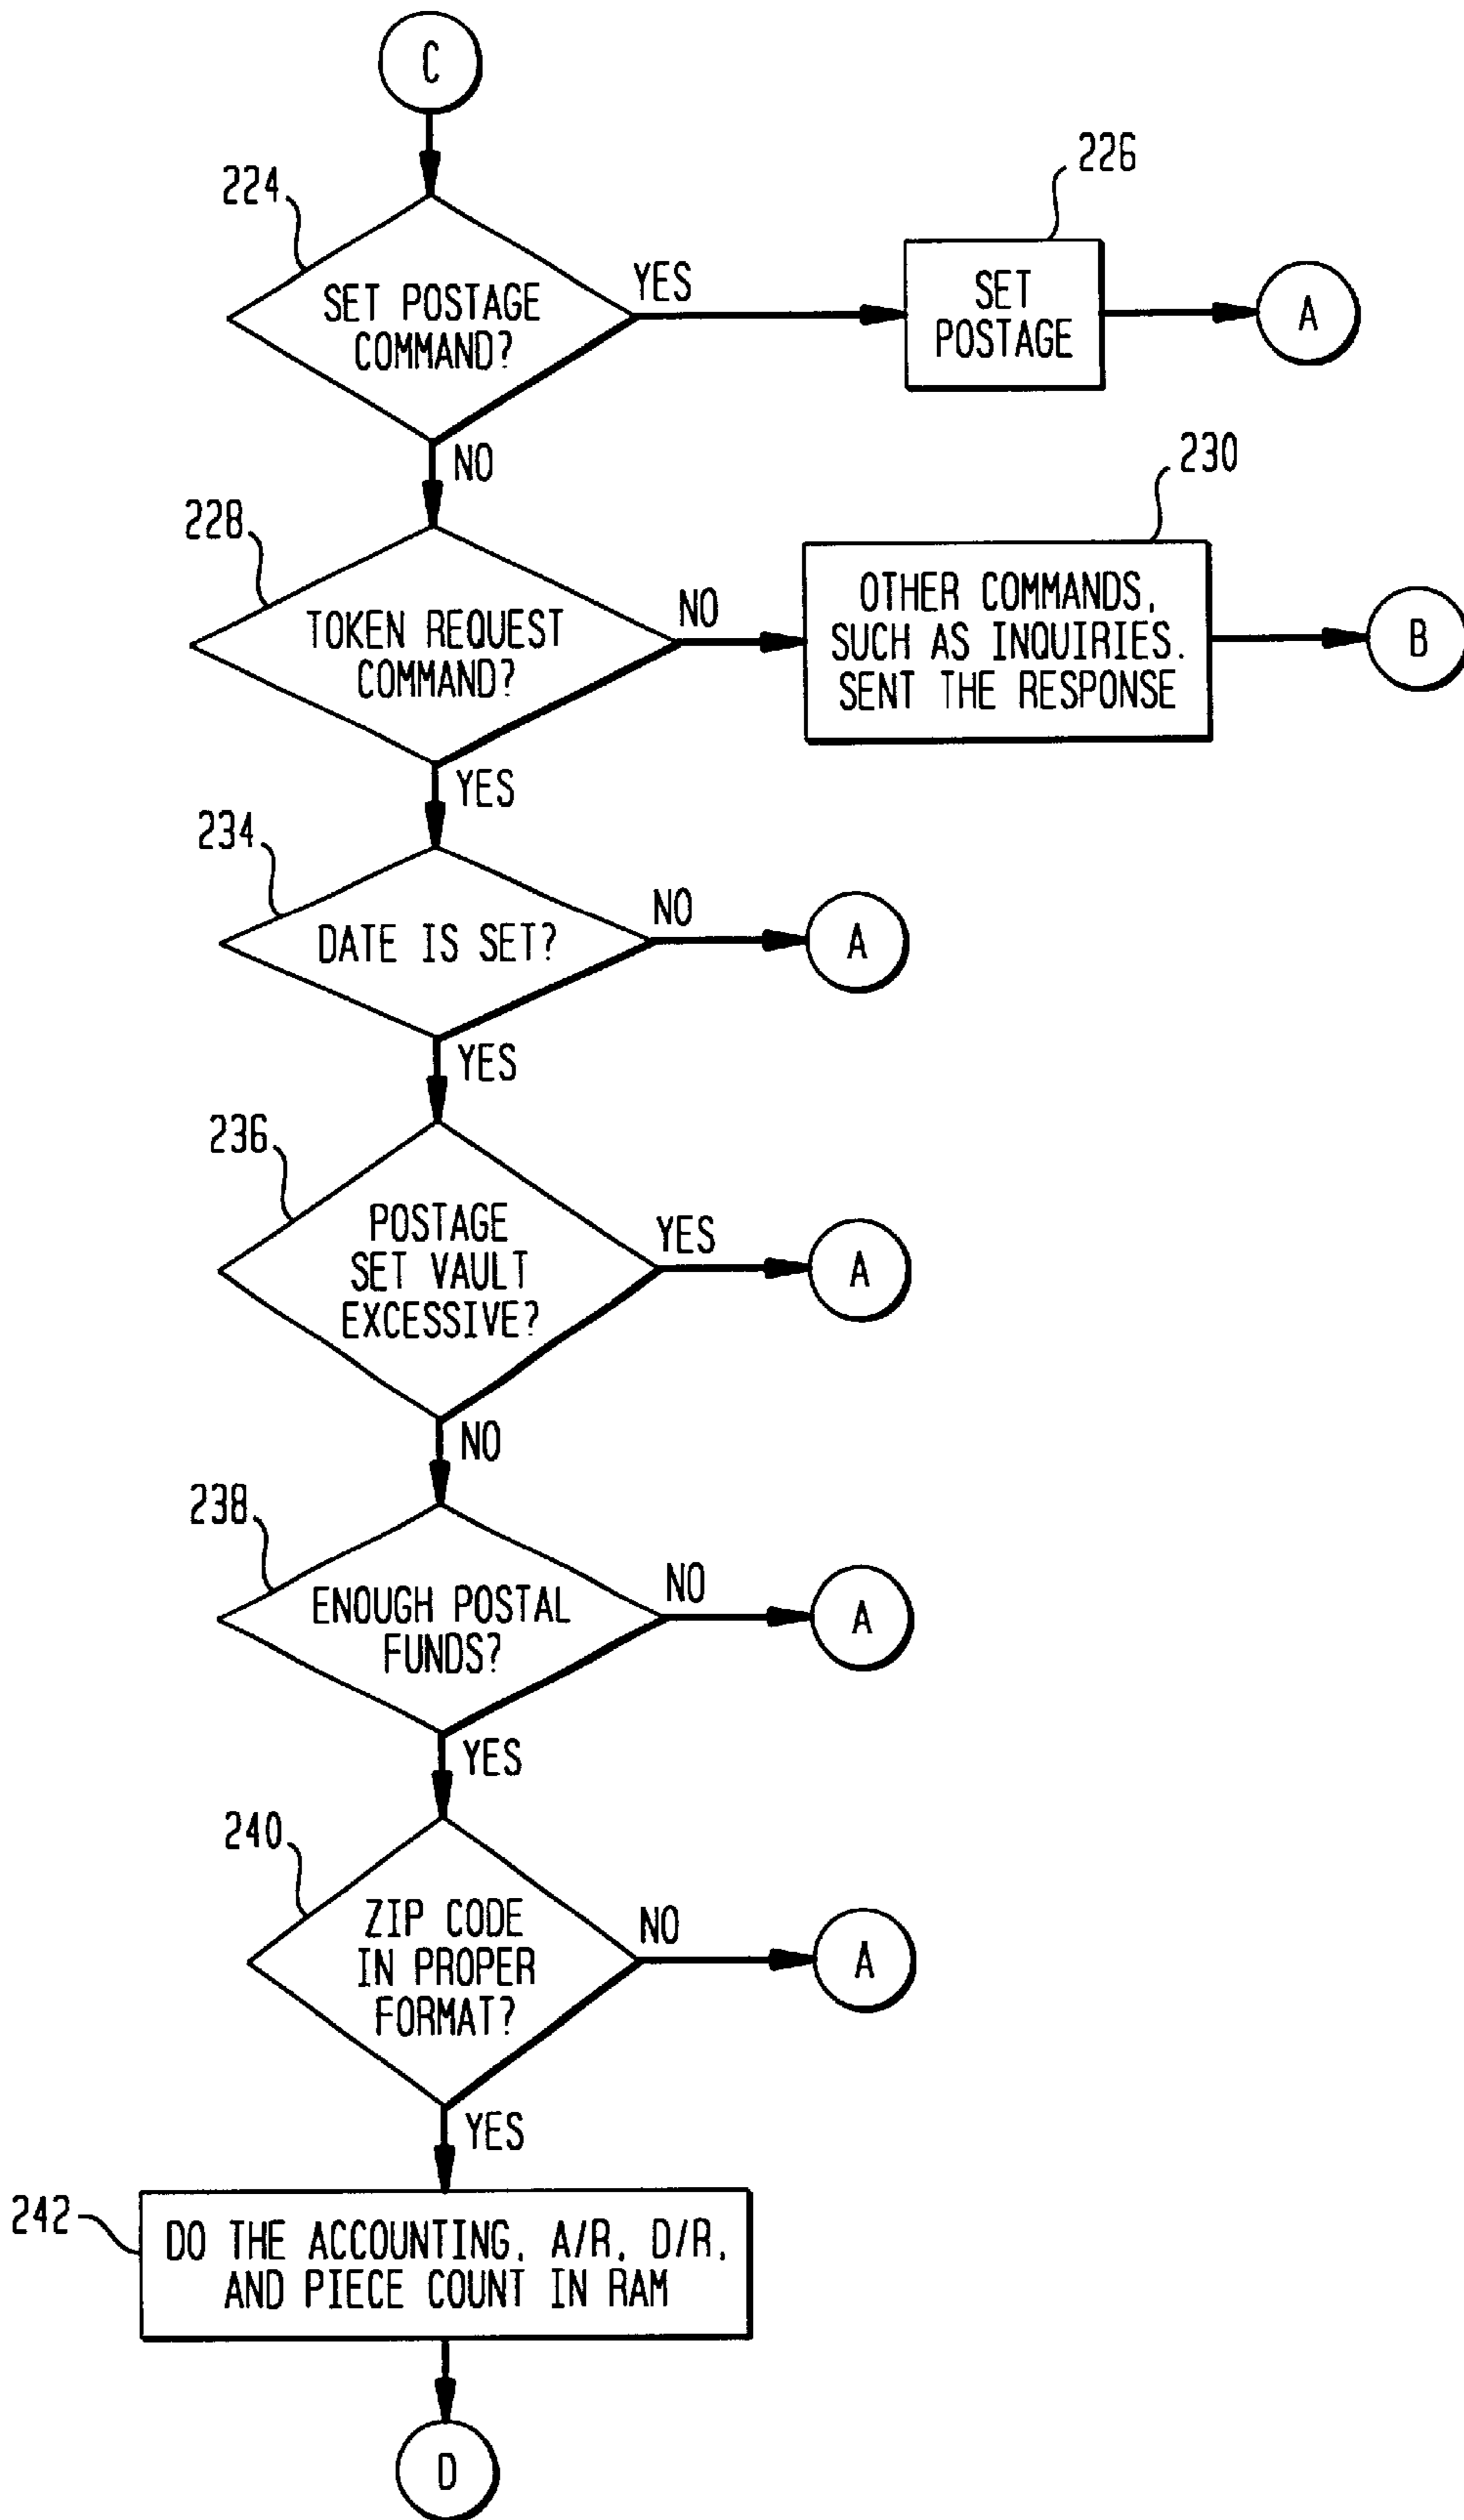 C
224
226
SET POSTAGE
COMMAND?
YES
SET
POSTAGE
A
NO
228
230
TOKEN REQUEST
COMMAND?
NO
OTHER COMMANDS,
SUCH AS INQUIRIES.
SENT THE RESPONSE
B
YES
234
DATE IS SET?
NO
A
YES
236
POSTAGE
SET VAULT
EXCESSIVE?
YES
A
NO
238
ENOUGH POSTAL
FUNDS?
NO
A
YES
240
ZIP CODE
IN PROPER
FORMAT?
NO
A
YES
242
DO THE ACCOUNTING, A/R, D/R,
AND PIECE COUNT IN RAM
D